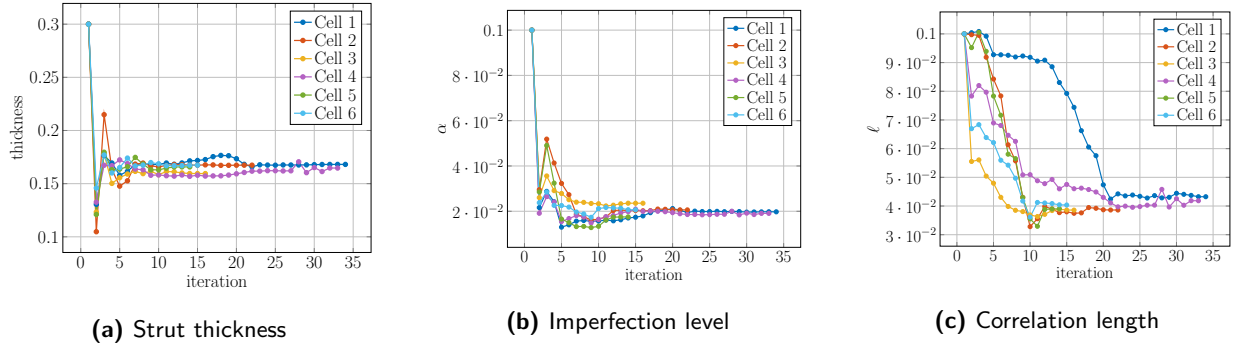 0.3
0.25
0.2
0.15
0.1
thickness
0 5 10 15 20 25 30 35
iteration
Cell 1
Cell 2
Cell 3
Cell 4
Cell 5
Cell 6
(a) Strut thickness
0.1
8 · 10⁻²
6 · 10⁻²
4 · 10⁻²
2 · 10⁻²
α
0 5 10 15 20 25 30 35
iteration
Cell 1
Cell 2
Cell 3
Cell 4
Cell 5
Cell 6
(b) Imperfection level
0.1
9 · 10⁻²
8 · 10⁻²
7 · 10⁻²
6 · 10⁻²
5 · 10⁻²
4 · 10⁻²
3 · 10⁻²
ℓ
0 5 10 15 20 25 30 35
iteration
Cell 1
Cell 2
Cell 3
Cell 4
Cell 5
Cell 6
(c) Correlation length